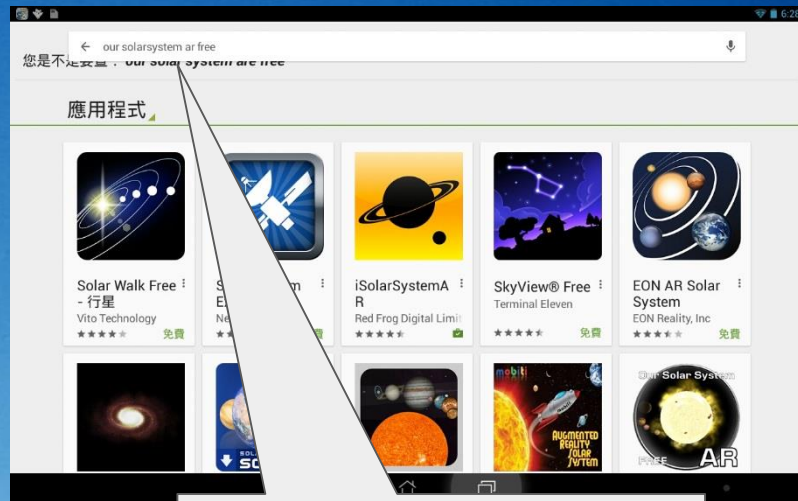 6:28
our solarsystem ar free
您是不是要查： our solar system are free
應用程式
Solar Walk Free
- 行星
Vito Technology
免費
iSolarSystemA
R
Red Frog Digital Limit
SkyView® Free
Terminal Eleven
免費
EON AR Solar
System
EON Reality, Inc
免費
mobiti
AUGMENTED
REALITY
SOLAR
SYSTEM
Our Solar System
FREE AR